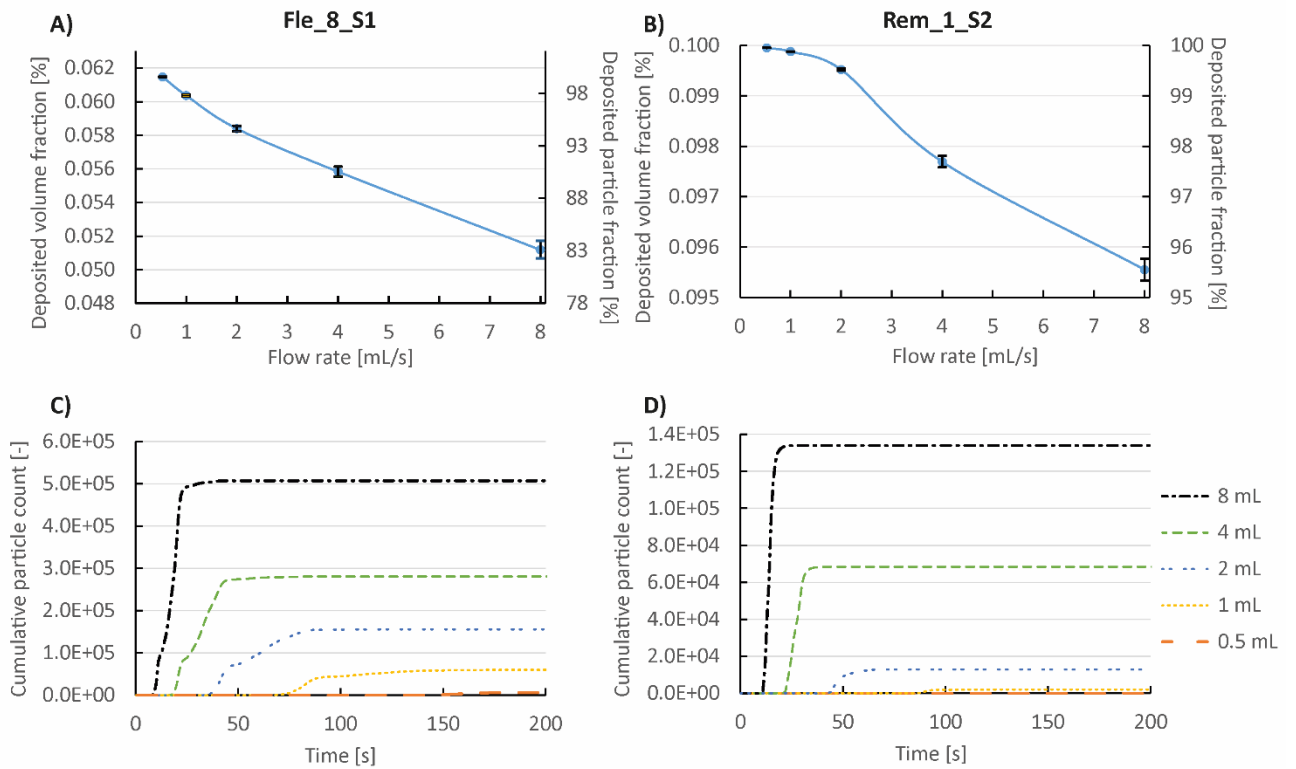 A)
Fle_8_S1
Deposited volume fraction [%]
0.062
0.060
0.058
0.056
0.054
0.052
0.050
0.048
98
93
88
83
78
Deposited particle fraction [%]
0 1 2 3 4 5 6 7 8
Flow rate [mL/s]
B)
Rem_1_S2
Deposited volume fraction [%]
0.100
0.099
0.098
0.097
0.096
0.095
100
99
98
97
96
95
Deposited particle fraction [%]
0 1 2 3 4 5 6 7 8
Flow rate [mL/s]
C)
Cumulative particle count [-]
6.0E+05
5.0E+05
4.0E+05
3.0E+05
2.0E+05
1.0E+05
0.0E+00
0 50 100 150 200
Time [s]
D)
Cumulative particle count [-]
1.4E+05
1.2E+05
1.0E+05
8.0E+04
6.0E+04
4.0E+04
2.0E+04
0.0E+00
0 50 100 150 200
Time [s]
8 mL
4 mL
2 mL
1 mL
0.5 mL